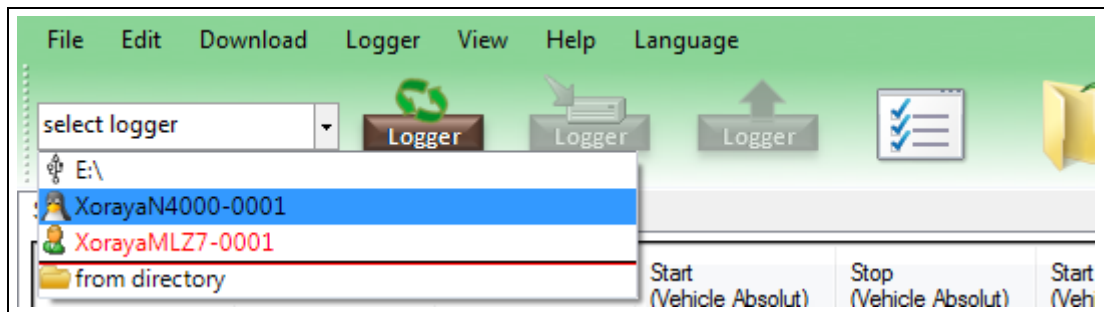 File Edit Download Logger View Help Language
select logger Logger Logger Logger
E:\
XorayaN4000-0001
XorayaMLZ7-0001
from directory
Start Stop Start
(Vehicle Absolut) (Vehicle Absolut)